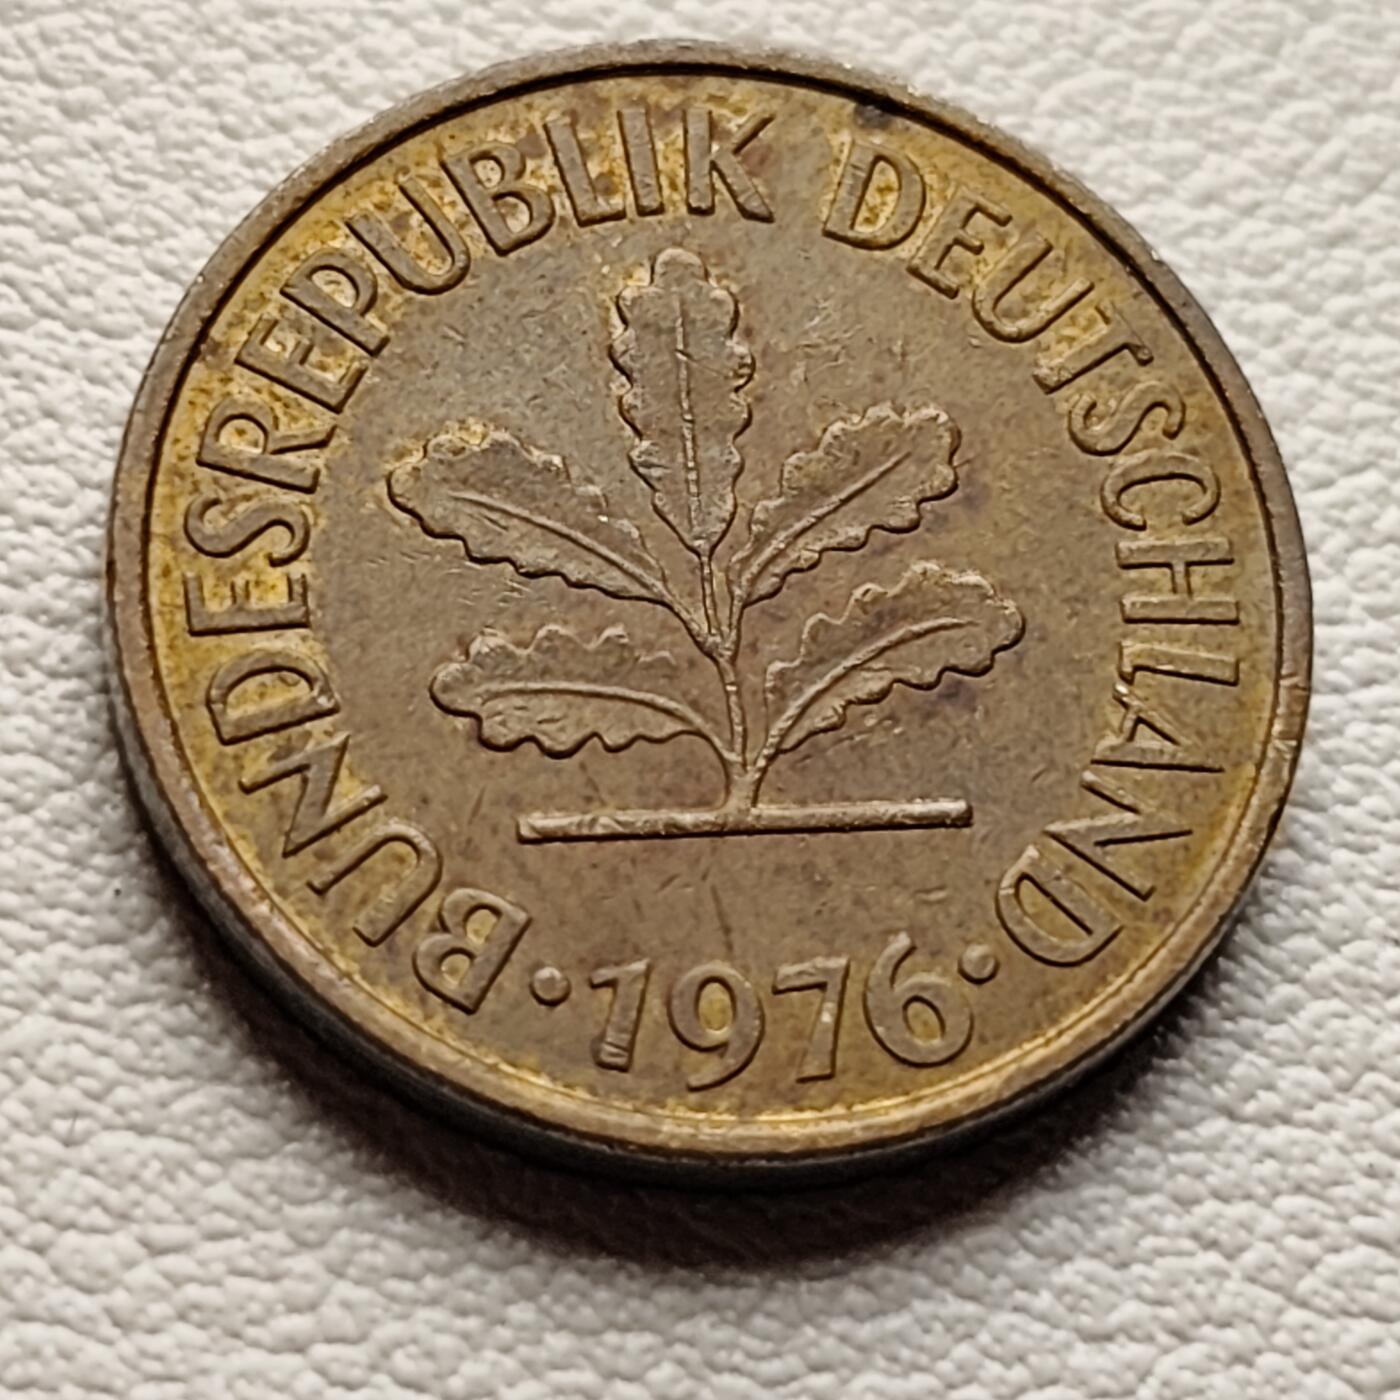 BUNDESREPUBLIK DEUTSCHLAND
·1976·